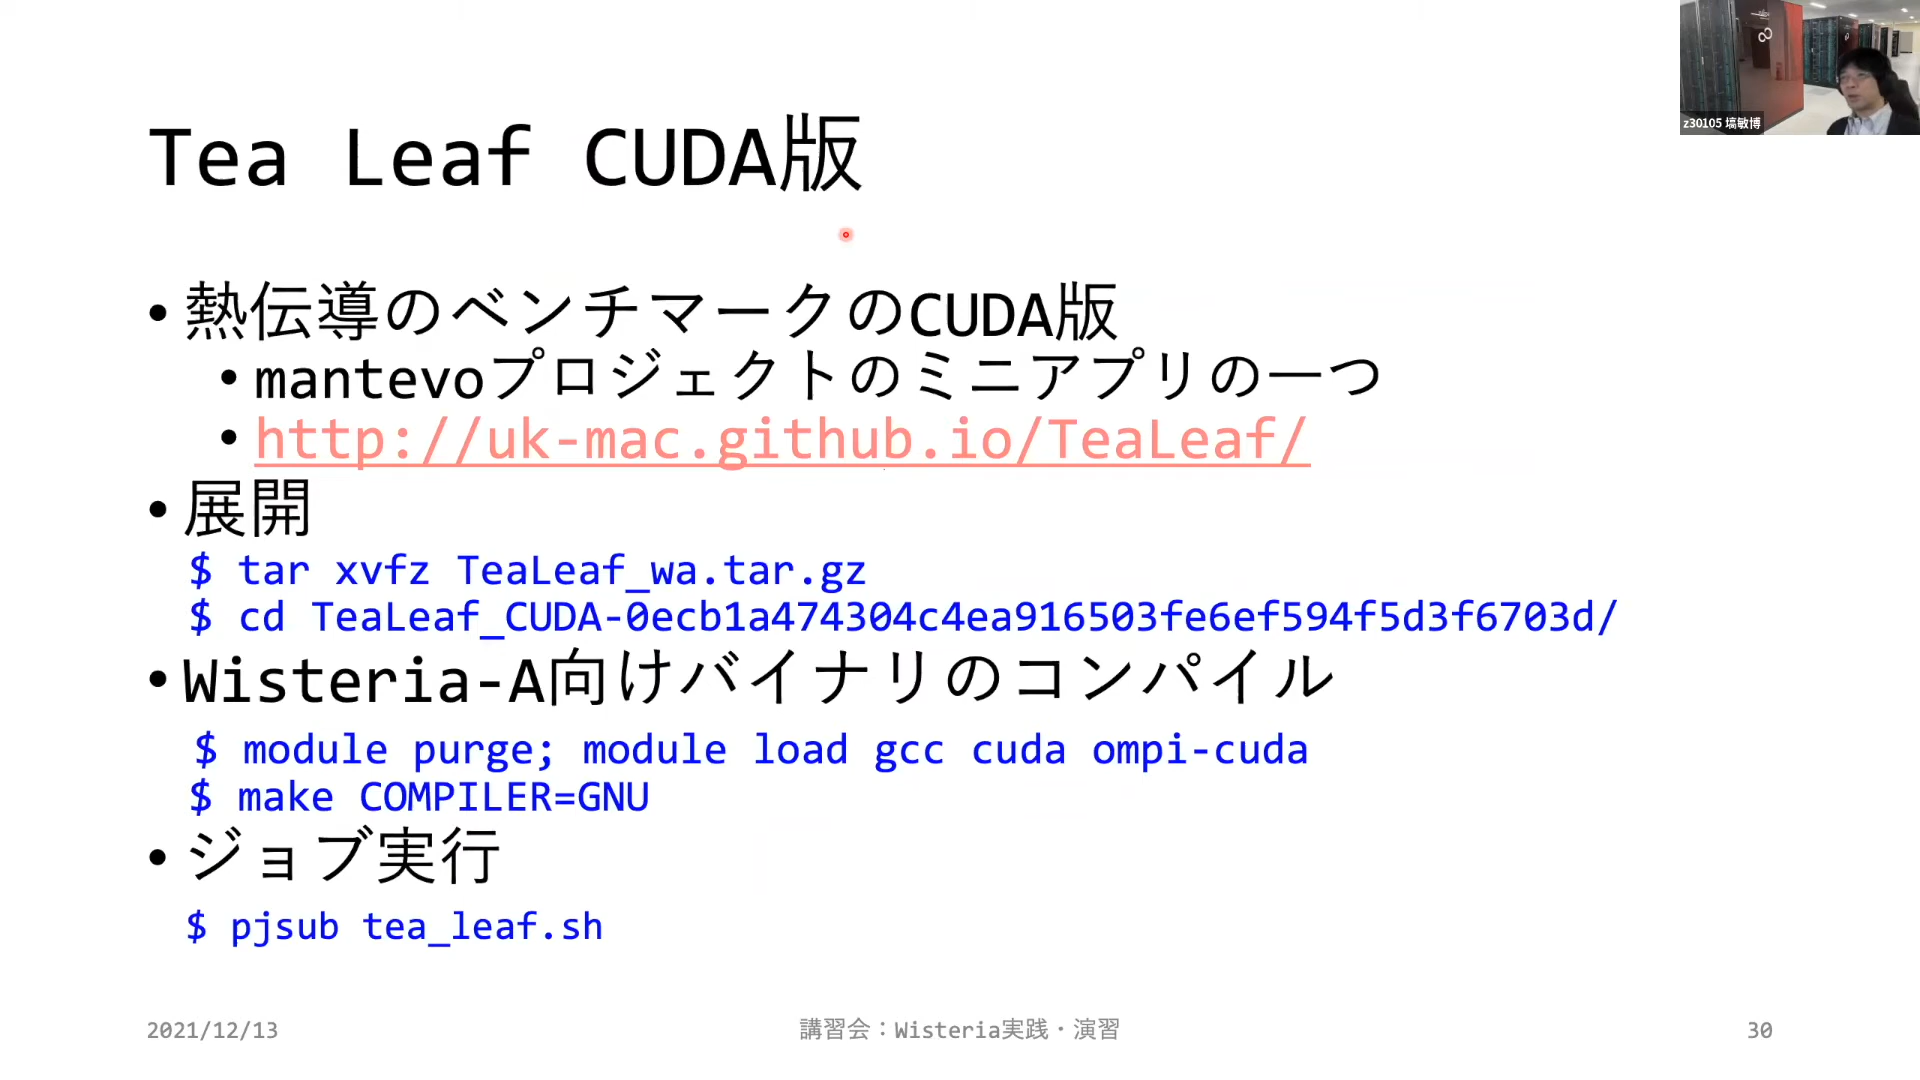 z30105 塙敏博
Tea Leaf CUDA版
• 熱伝導のベンチマークのCUDA版
• mantevoプロジェクトのミニアプリの一つ
• http://uk-mac.github.io/TeaLeaf/
• 展開
$ tar xvfz TeaLeaf_wa.tar.gz
$ cd TeaLeaf_CUDA-0ecb1a474304c4ea916503fe6ef594f5d3f6703d/
• Wisteria-A向けバイナリのコンパイル
$ module purge; module load gcc cuda ompi-cuda
$ make COMPILER=GNU
• ジョブ実行
$ pjsub tea_leaf.sh
2021/12/13
講習会：Wisteria実践・演習
30